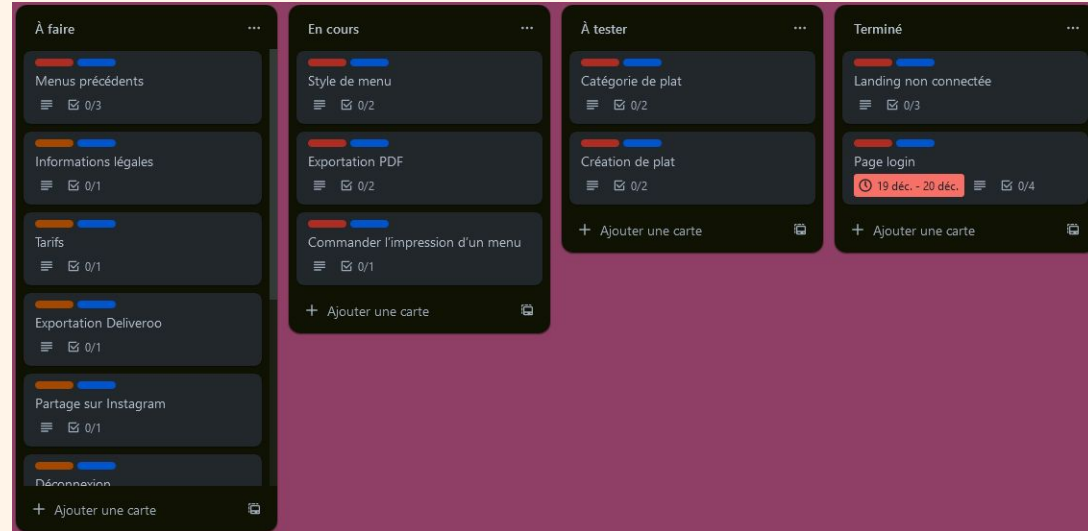 À faire
Menus précédents
0/3
Informations légales
0/1
Tarifs
0/1
Exportation Deliveroo
0/1
Partage sur Instagram
0/1
Déconnexion
+ Ajouter une carte
En cours
Style de menu
0/2
Exportation PDF
0/2
Commander l’impression d’un menu
0/1
+ Ajouter une carte
À tester
Catégorie de plat
0/2
Création de plat
0/2
+ Ajouter une carte
Terminé
Landing non connectée
0/3
Page login
19 déc. - 20 déc. 0/4
+ Ajouter une carte